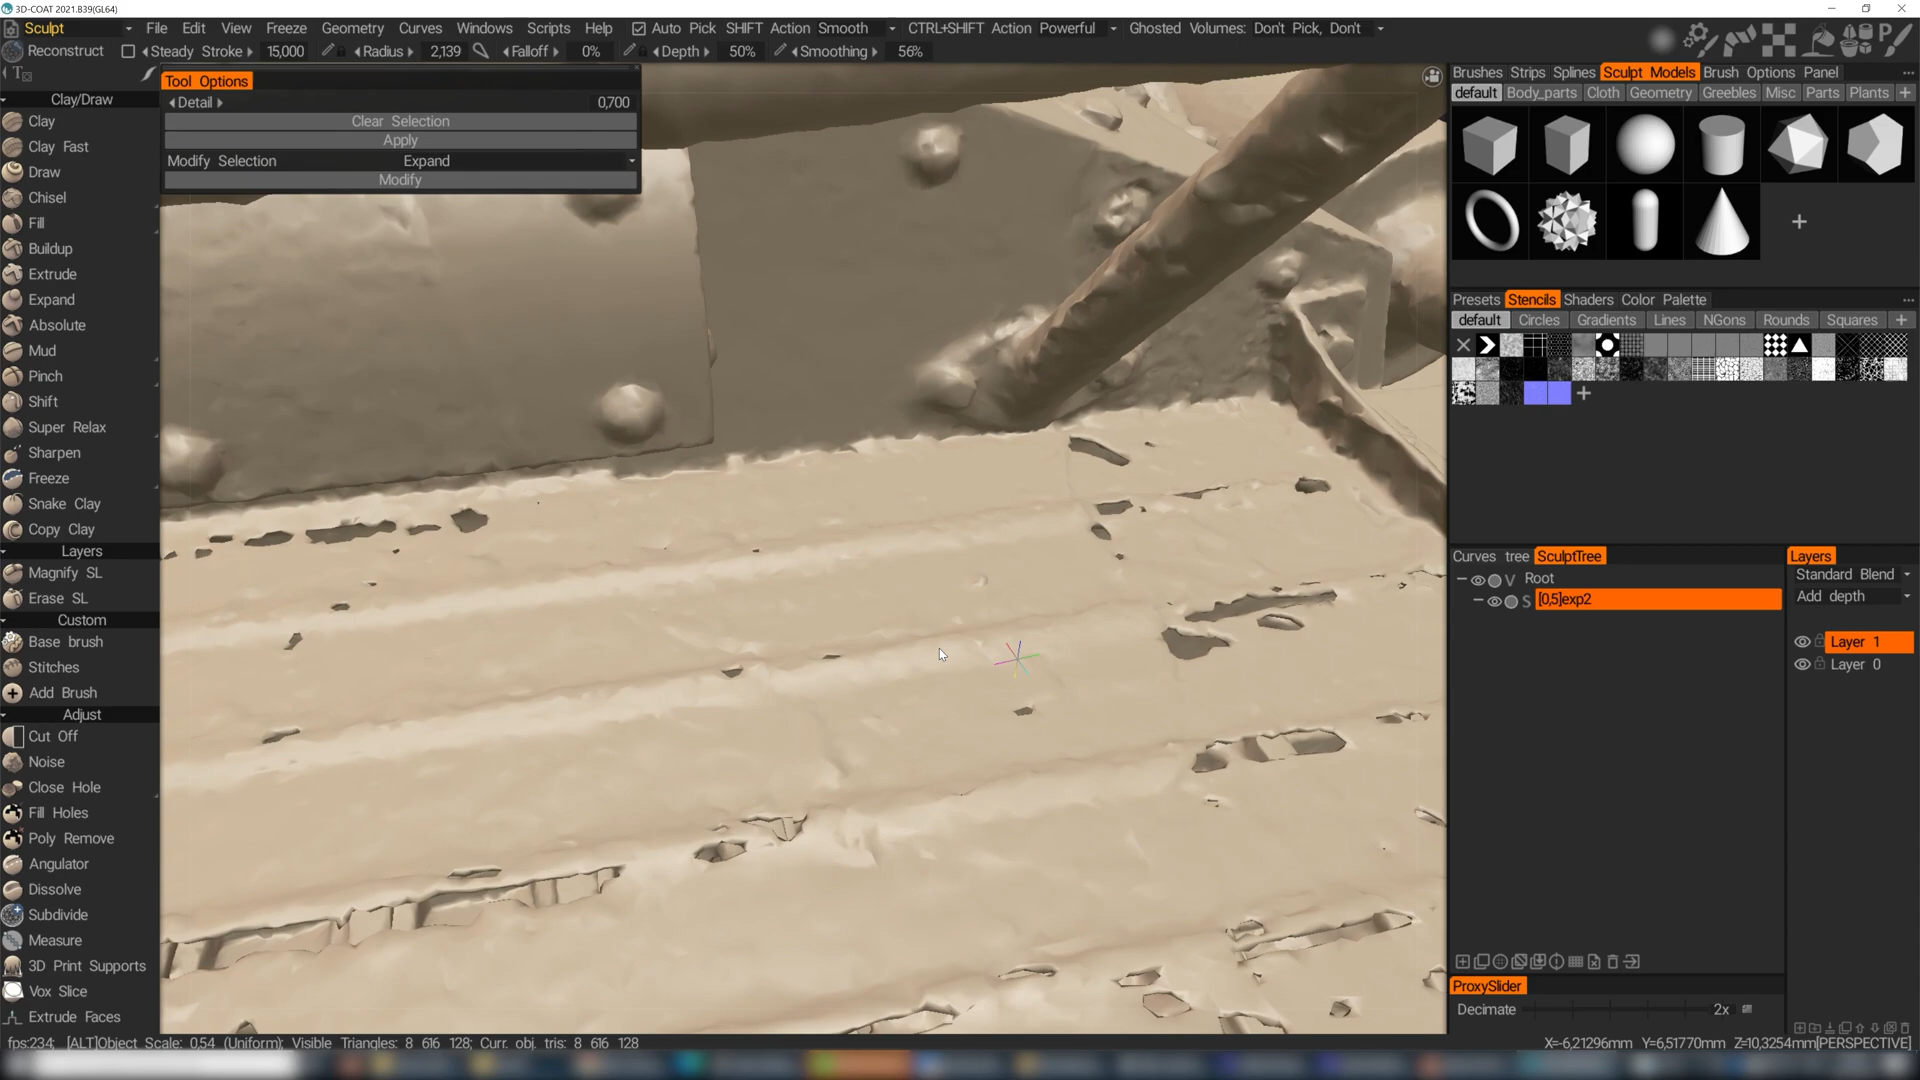 3D-COAT 2021.B39(GL64)
Sculpt File Edit View Freeze Geometry Curves Windows Scripts Help Auto Pick SHIFT Action Smooth CTRL+SHIFT Action Powerful Ghosted Volumes: Don't Pick, Don't
Reconstruct Steady Stroke 15,000 Radius 2,139 Falloff 0% Depth 50% Smoothing 56%
Tool Options
Detail 0,700
Clear Selection
Apply
Modify Selection Expand
Modify
Clay/Draw
Clay
Clay Fast
Draw
Chisel
Fill
Buildup
Extrude
Expand
Absolute
Mud
Pinch
Shift
Super Relax
Sharpen
Freeze
Snake Clay
Copy Clay
Layers
Magnify SL
Erase SL
Custom
Base brush
Stitches
Add Brush
Adjust
Cut Off
Noise
Close Hole
Fill Holes
Poly Remove
Angulator
Dissolve
Subdivide
Measure
3D Print Supports
Vox Slice
Extrude Faces
Brushes Strips Splines Sculpt Models Brush Options Panel
default Body_parts Cloth Geometry Greebles Misc Parts Plants +
Presets Stencils Shaders Color Palette
default Circles Gradients Lines NGons Rounds Squares +
Curves tree SculptTree
V Root
S [0,5]exp2
Layers
Standard Blend
Add depth
Layer 1
Layer 0
ProxySlider
Decimate 2x
fps:234; [ALT]Object Scale: 0,54 (Uniform); Visible Triangles: 8 616 128; Curr. obj. tris: 8 616 128
X=-6,21296mm Y=6,51770mm Z=10,3254mm[PERSPECTIVE]